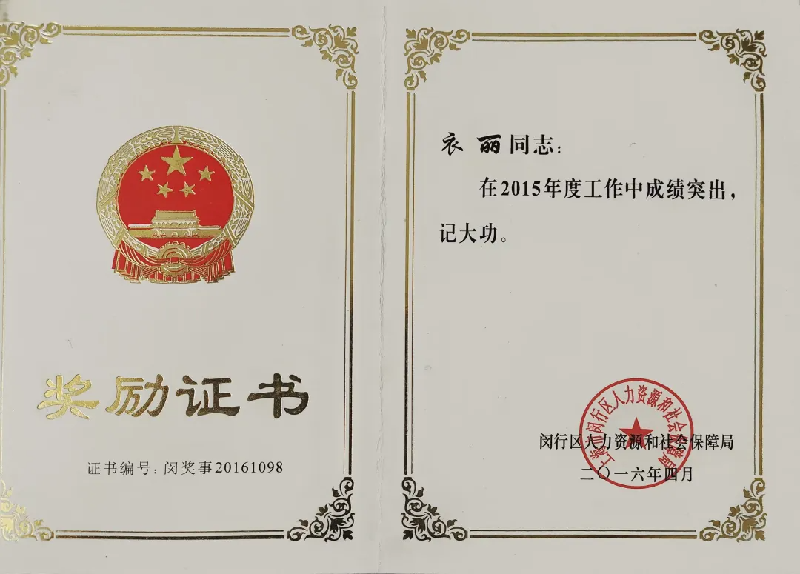 奖励证书
证书编号：闵奖事20161098
衣丽同志：
在2015年度工作中成绩突出，
记大功。
上海市闵行区人力资源和社会保障局
闵行区人力资源和社会保障局
二〇一六年四月